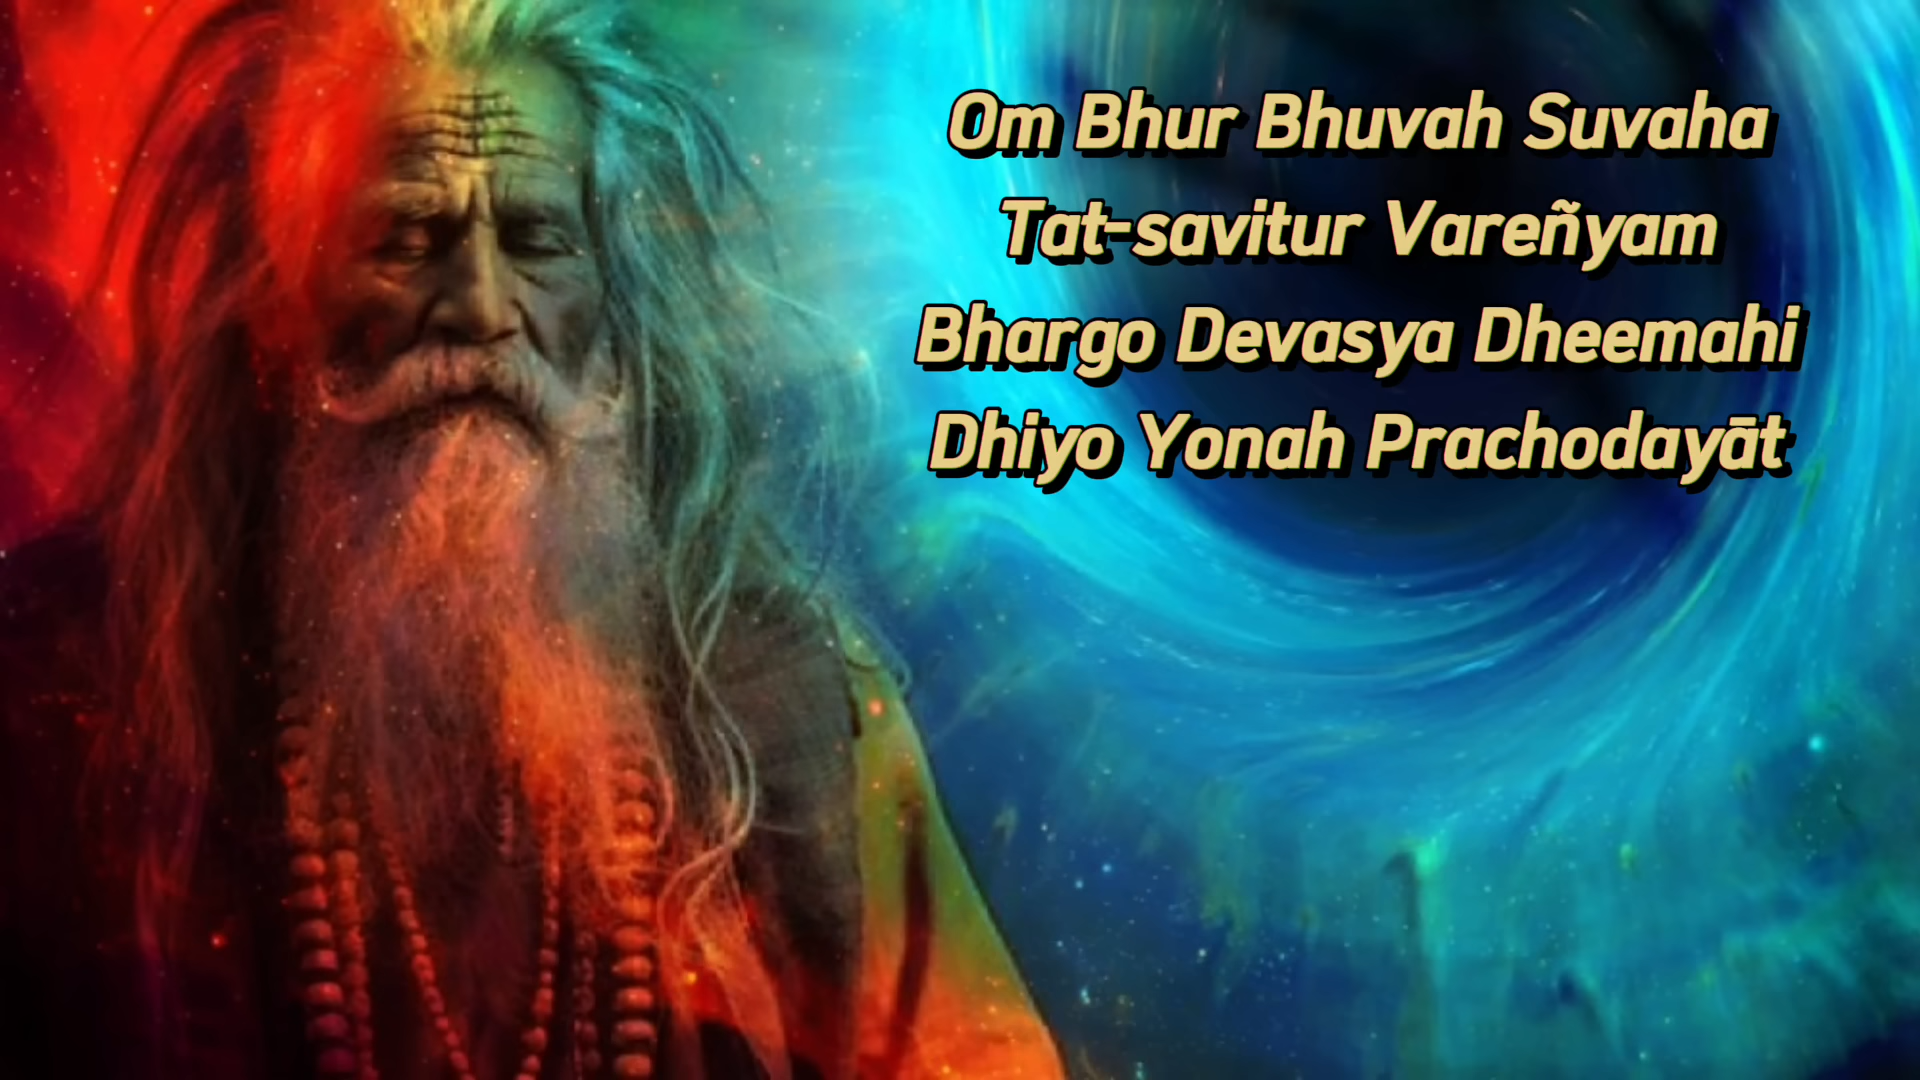 Om Bhur Bhuvah Suvaha
Tat-savitur Vareñyam
Bhargo Devasya Dheemahi
Dhiyo Yonah Prachodayāt